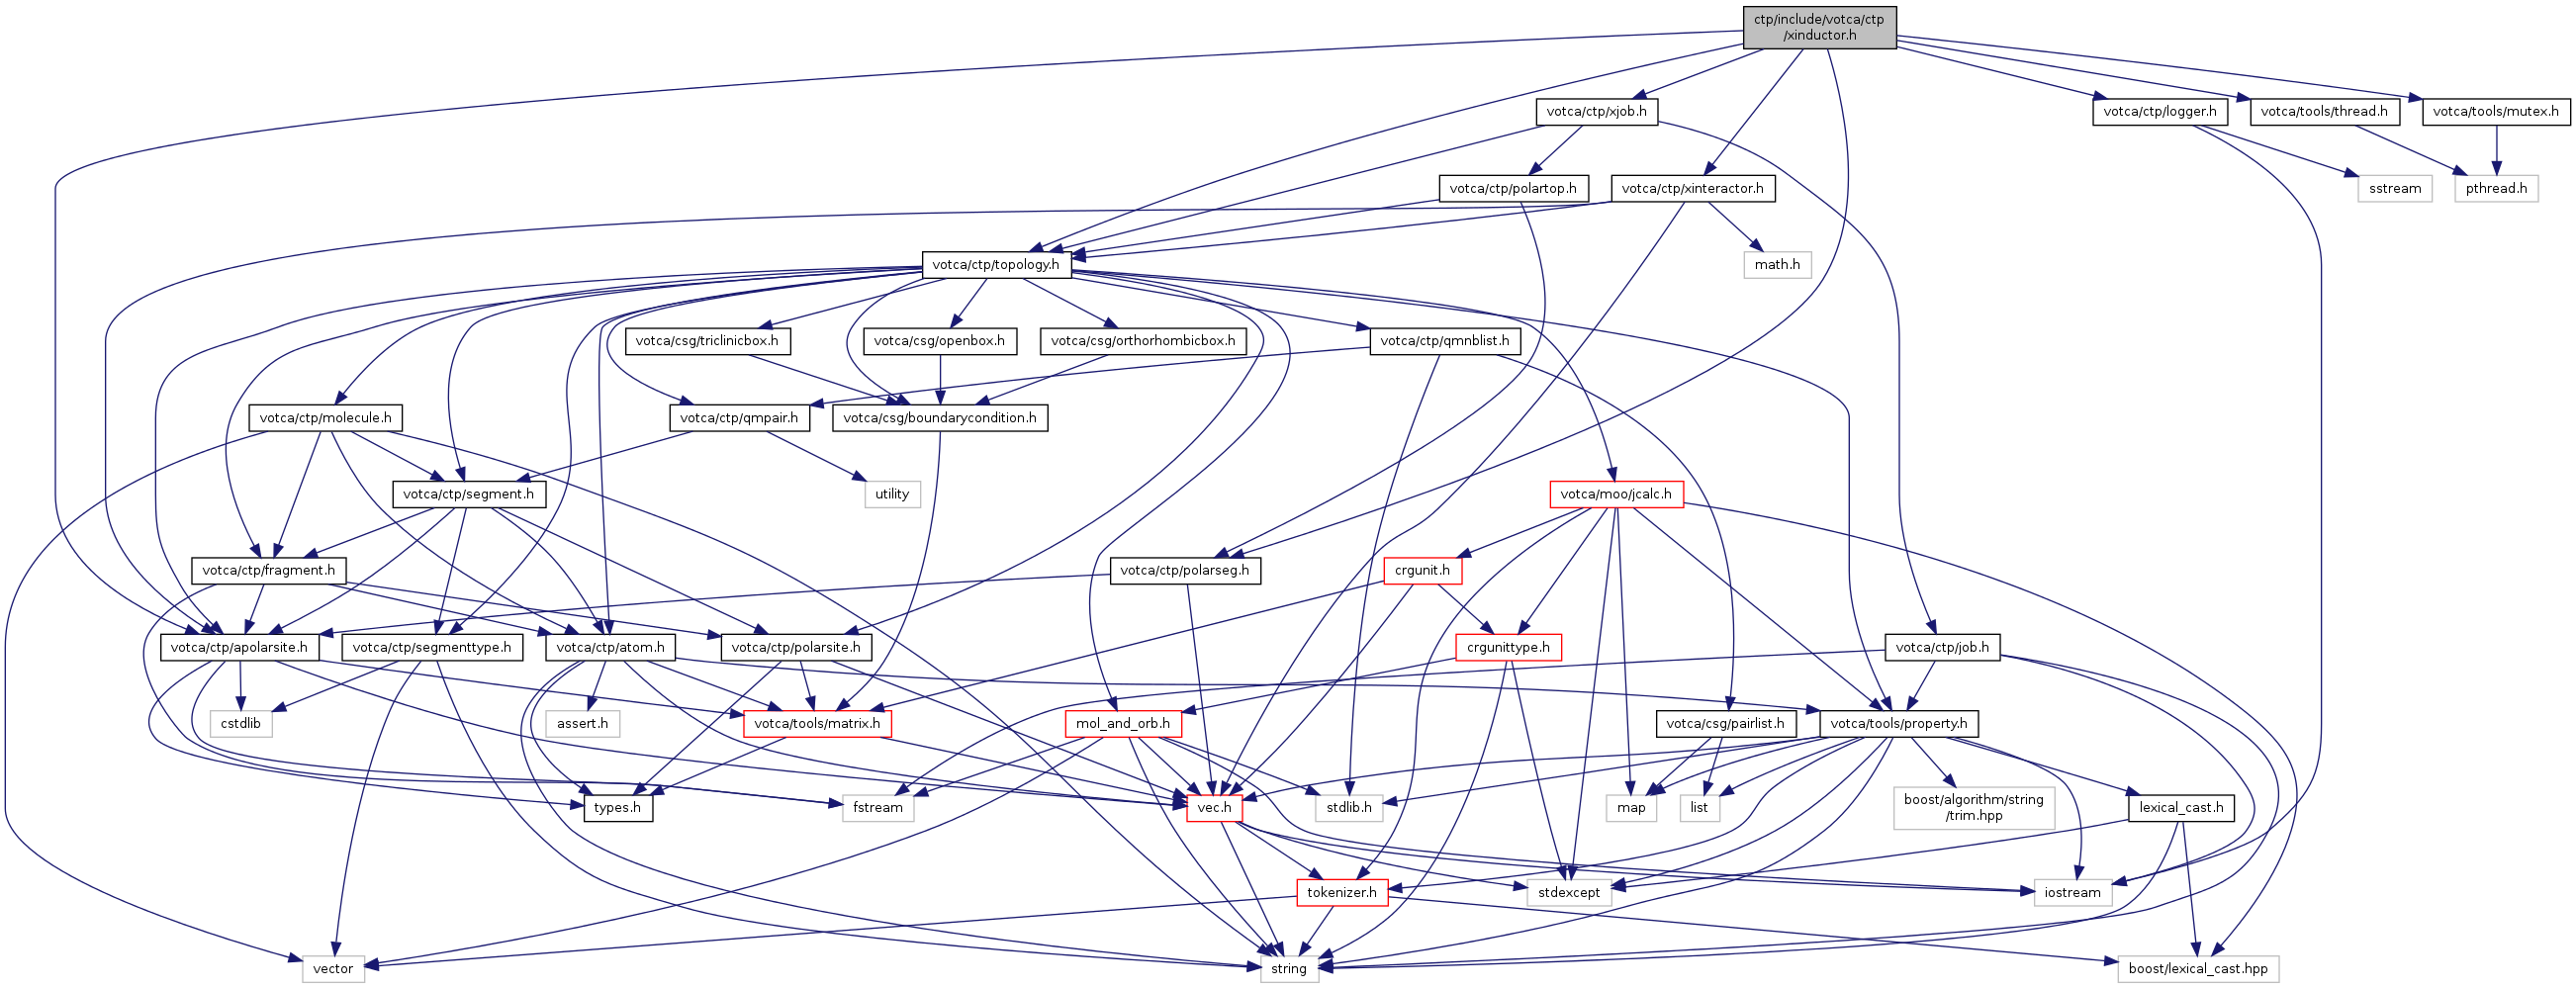 ctp/include/votca/ctp
/xinductor.h
votca/ctp/xjob.h
votca/ctp/logger.h
votca/tools/thread.h
votca/tools/mutex.h
votca/ctp/polartop.h
votca/ctp/xinteractor.h
sstream
pthread.h
votca/ctp/topology.h
math.h
votca/csg/triclinicbox.h
votca/csg/openbox.h
votca/csg/orthorhombicbox.h
votca/ctp/qmnblist.h
votca/ctp/molecule.h
votca/ctp/qmpair.h
votca/csg/boundarycondition.h
votca/ctp/segment.h
utility
votca/moo/jcalc.h
votca/ctp/fragment.h
votca/ctp/polarseg.h
crgunit.h
votca/ctp/apolarsite.h
votca/ctp/segmenttype.h
votca/ctp/atom.h
votca/ctp/polarsite.h
crgunittype.h
votca/ctp/job.h
cstdlib
assert.h
votca/tools/matrix.h
mol_and_orb.h
votca/csg/pairlist.h
votca/tools/property.h
types.h
fstream
vec.h
stdlib.h
map
list
boost/algorithm/string
/trim.hpp
lexical_cast.h
tokenizer.h
stdexcept
iostream
vector
string
boost/lexical_cast.hpp